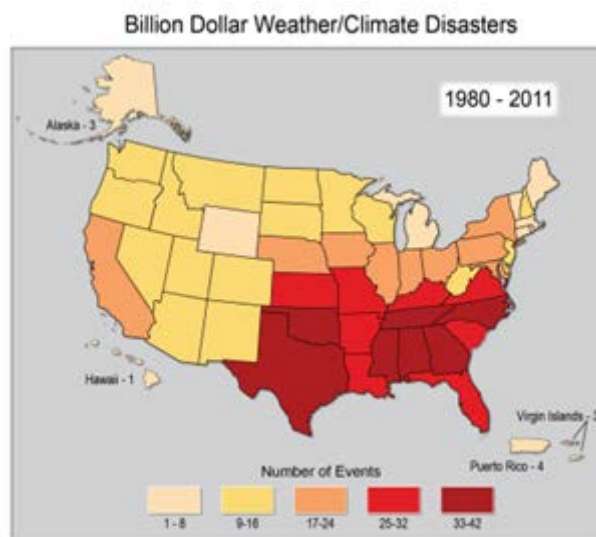 Billion Dollar Weather/Climate Disasters
1980 - 2011
Alaska - 3
Hawaii - 1
Virgin Islands -
Puerto Rico - 4
Number of Events
1 - 8
9-16
17-24
25-32
33-42